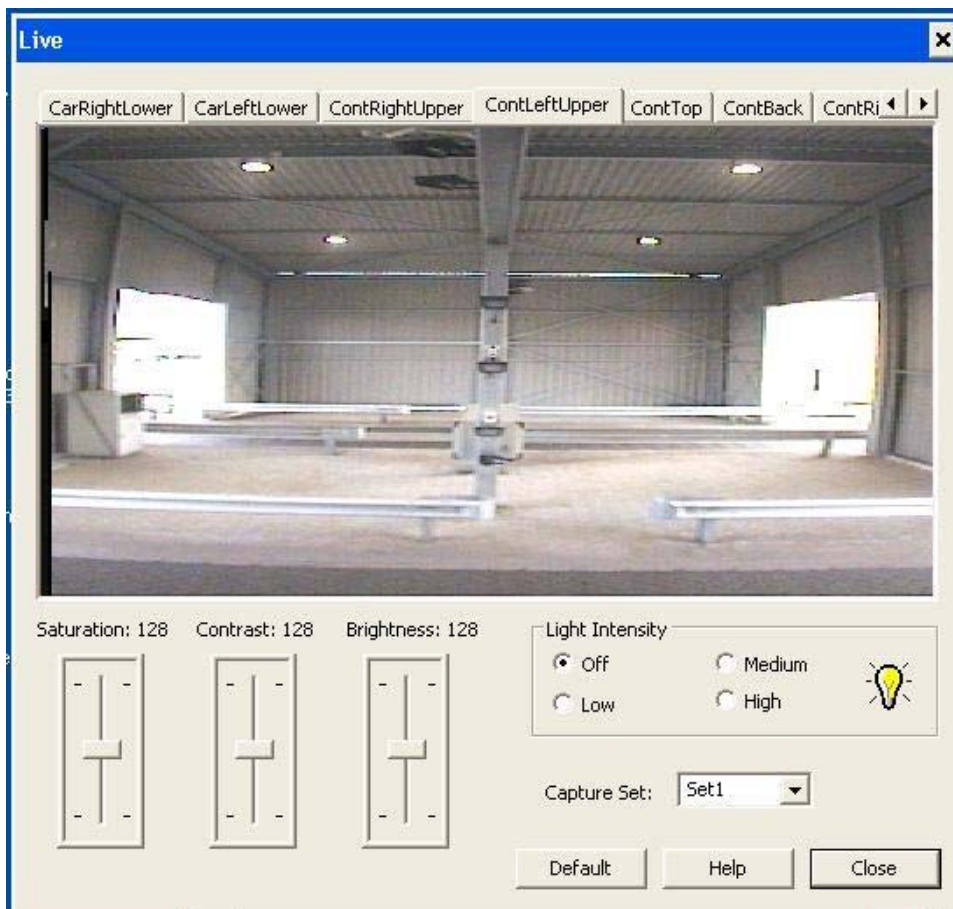 Live
CarRightLower CarLeftLower ContRightUpper ContLeftUpper ContTop ContBack ContRi
Saturation: 128 Contrast: 128 Brightness: 128
Light Intensity
Off Medium
Low High
Capture Set: Set1
Default Help Close